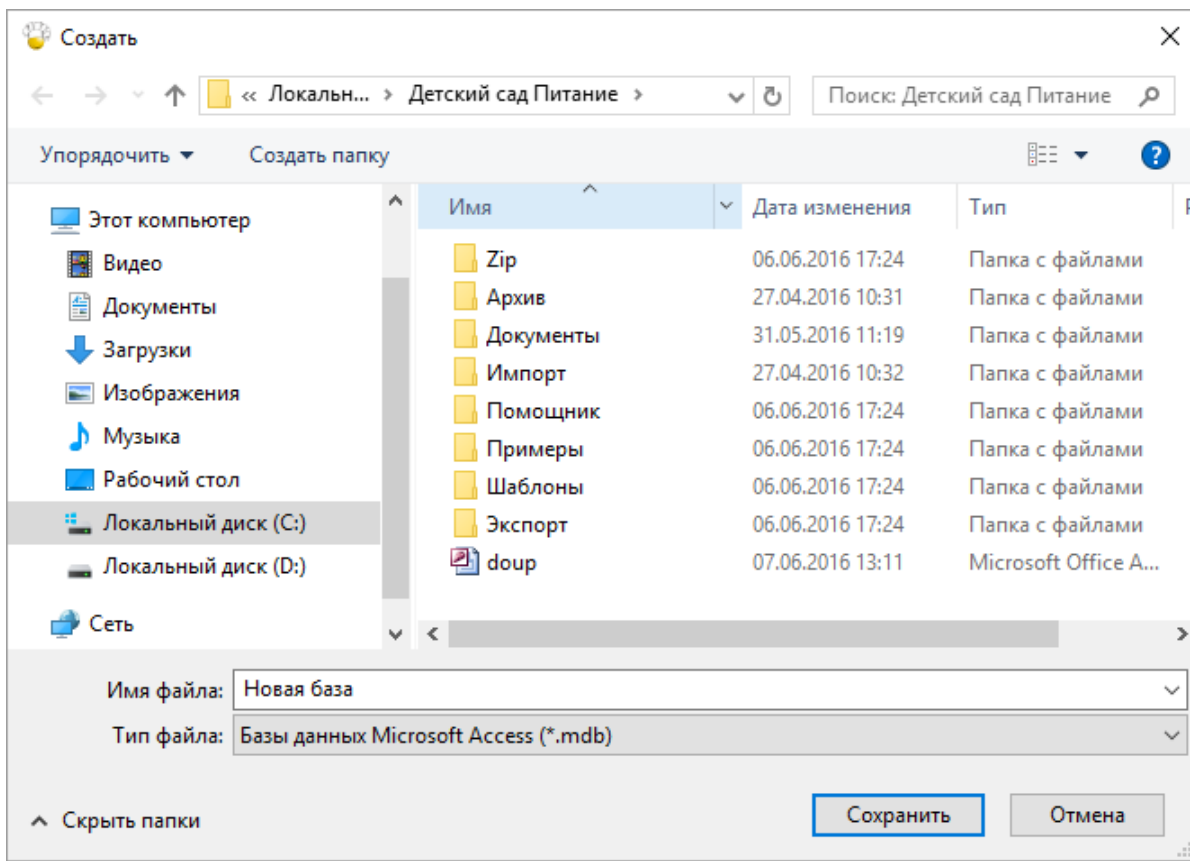 Создать
« Локальн... › Детский сад Питание ›
Поиск: Детский сад Питание
Упорядочить
Создать папку
?
Этот компьютер
Видео
Документы
Загрузки
Изображения
Музыка
Рабочий стол
Локальный диск (C:)
Локальный диск (D:)
Сеть
Имя Дата изменения Тип
Zip 06.06.2016 17:24 Папка с файлами
Архив 27.04.2016 10:31 Папка с файлами
Документы 31.05.2016 11:19 Папка с файлами
Импорт 27.04.2016 10:32 Папка с файлами
Помощник 06.06.2016 17:24 Папка с файлами
Примеры 06.06.2016 17:24 Папка с файлами
Шаблоны 06.06.2016 17:24 Папка с файлами
Экспорт 06.06.2016 17:24 Папка с файлами
doup 07.06.2016 13:11 Microsoft Office A...
Имя файла: Новая база
Тип файла: Базы данных Microsoft Access (*.mdb)
Скрыть папки
Сохранить
Отмена